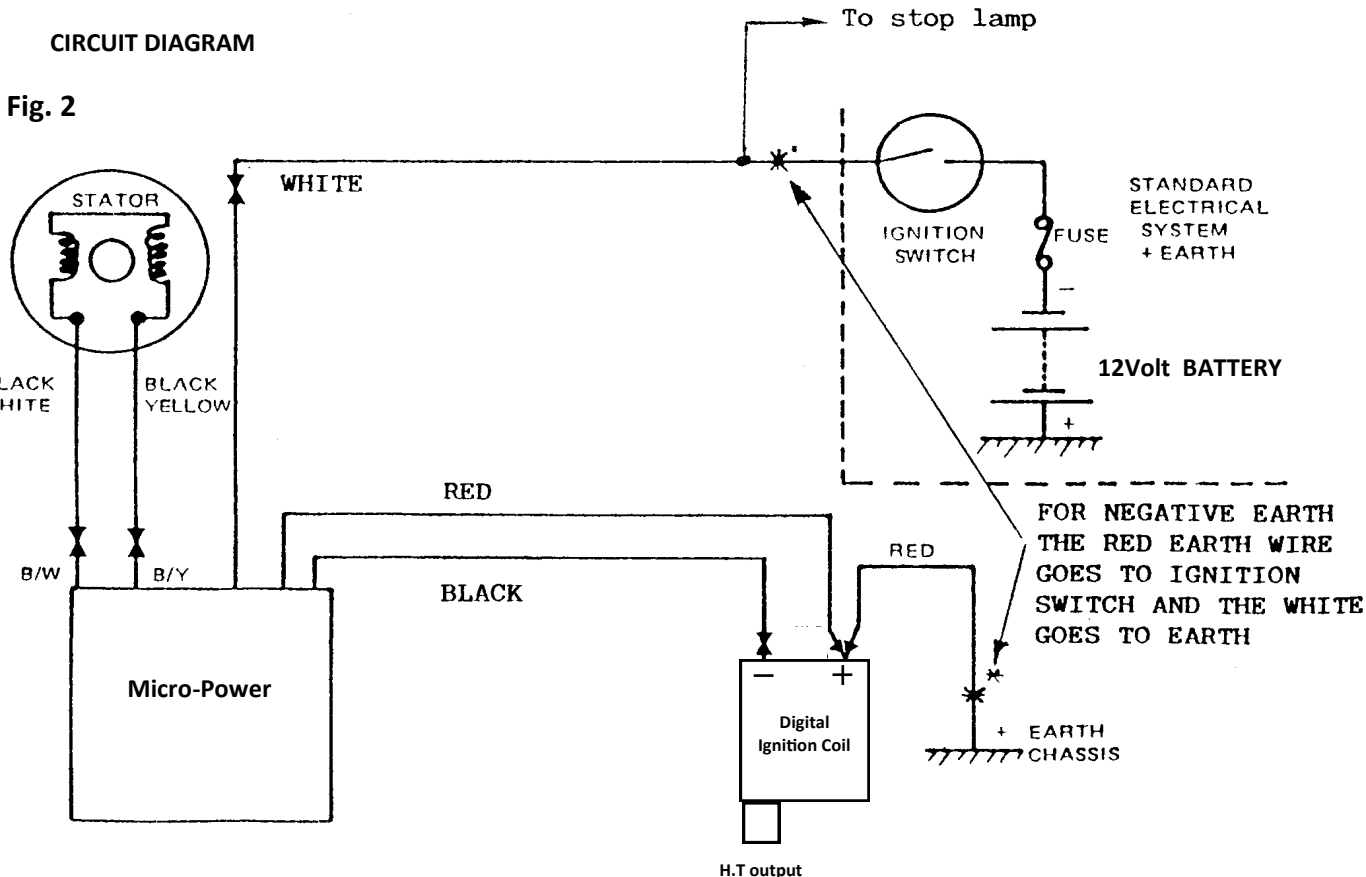 To stop lamp
CIRCUIT DIAGRAM
Fig. 2
WHITE
STATOR
IGNITION
SWITCH
FUSE
STANDARD
ELECTRICAL
SYSTEM
+ EARTH
−
12Volt BATTERY
+
BLACK
YELLOW
RED
B/W
B/Y
BLACK
RED
FOR NEGATIVE EARTH
THE RED EARTH WIRE
GOES TO IGNITION
SWITCH AND THE WHITE
GOES TO EARTH
Micro-Power
− +
Digital
Ignition Coil
+ EARTH
CHASSIS
H.T output